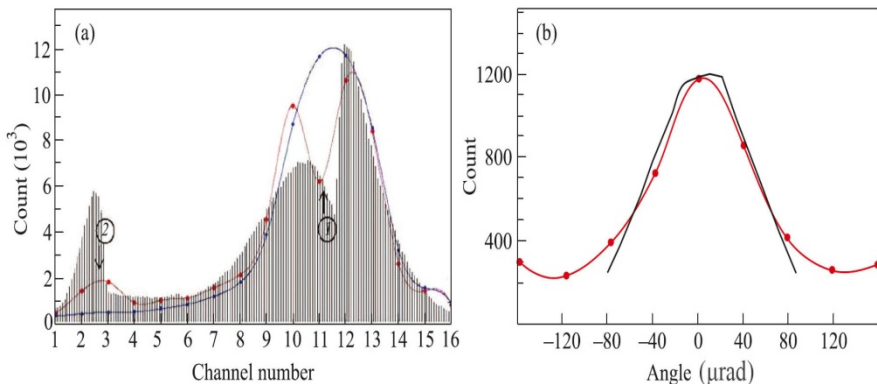 (a)
12
10
8
6
4
2
0
Count (10³)
2
1
1 2 3 4 5 6 7 8 9 10 11 12 13 14 15 16
Channel number
(b)
1200
800
400
Count
−120 −80 −40 0 40 80 120
Angle (μrad)